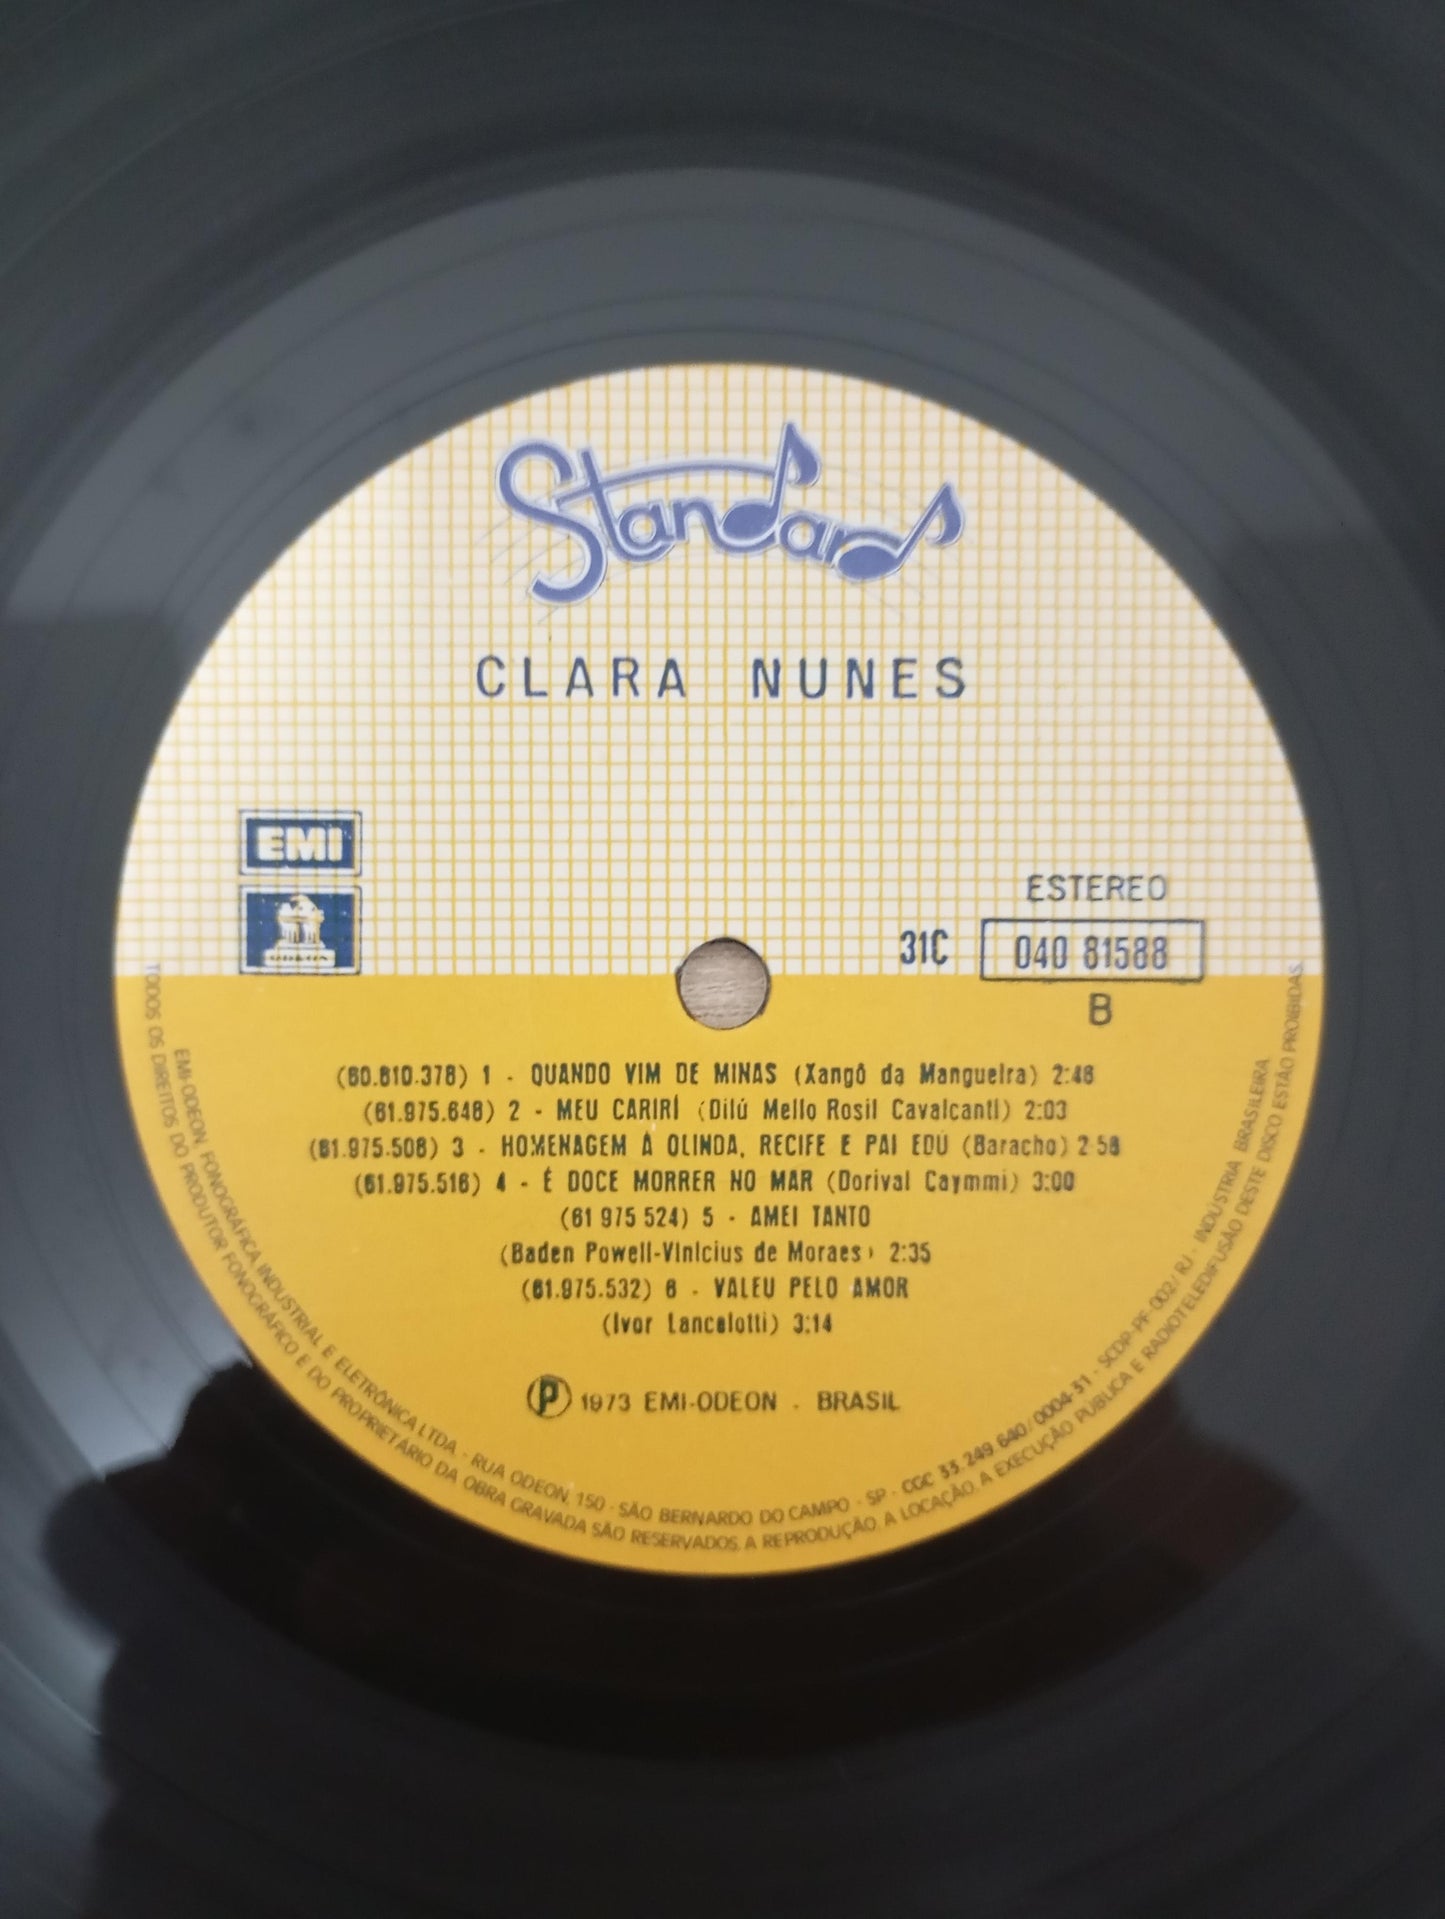 Standard
CLARA NUNES
EMI
ODEON
ESTEREO
31C 040 81588
B
(60.810.378) 1 - QUANDO VIM DE MINAS (Xangô da Mangueira) 2:48
(61.975.648) 2 - MEU CARIRÍ (Dilú Mello Rosil Cavalcanti) 2:03
(61.975.508) 3 - HOMENAGEM À OLINDA, RECIFE E PAI EDÚ (Baracho) 2:58
(61.975.516) 4 - É DOCE MORRER NO MAR (Dorival Caymmi) 3:00
(61 975 524) 5 - AMEI TANTO
(Baden Powell-Vinicius de Moraes) 2:35
(61.975.532) 6 - VALEU PELO AMOR
(Ivor Lancelotti) 3:14
℗ 1973 EMI-ODEON - BRASIL
EMI-ODEON FONOGRÁFICA, INDUSTRIAL E ELETRÔNICA LTDA - RUA ODEON, 150 - SÃO BERNARDO DO CAMPO - SP - CGC 33.249 640/0004-31 - SCDP-PF-002/RJ - INDÚSTRIA BRASILEIRA
TODOS OS DIREITOS DO PRODUTOR FONOGRÁFICO E DO PROPRIETÁRIO DA OBRA GRAVADA SÃO RESERVADOS. A REPRODUÇÃO, A LOCAÇÃO, A EXECUÇÃO PÚBLICA E RADIOTELEDIFUSÃO DESTE DISCO ESTÃO PROIBIDAS.